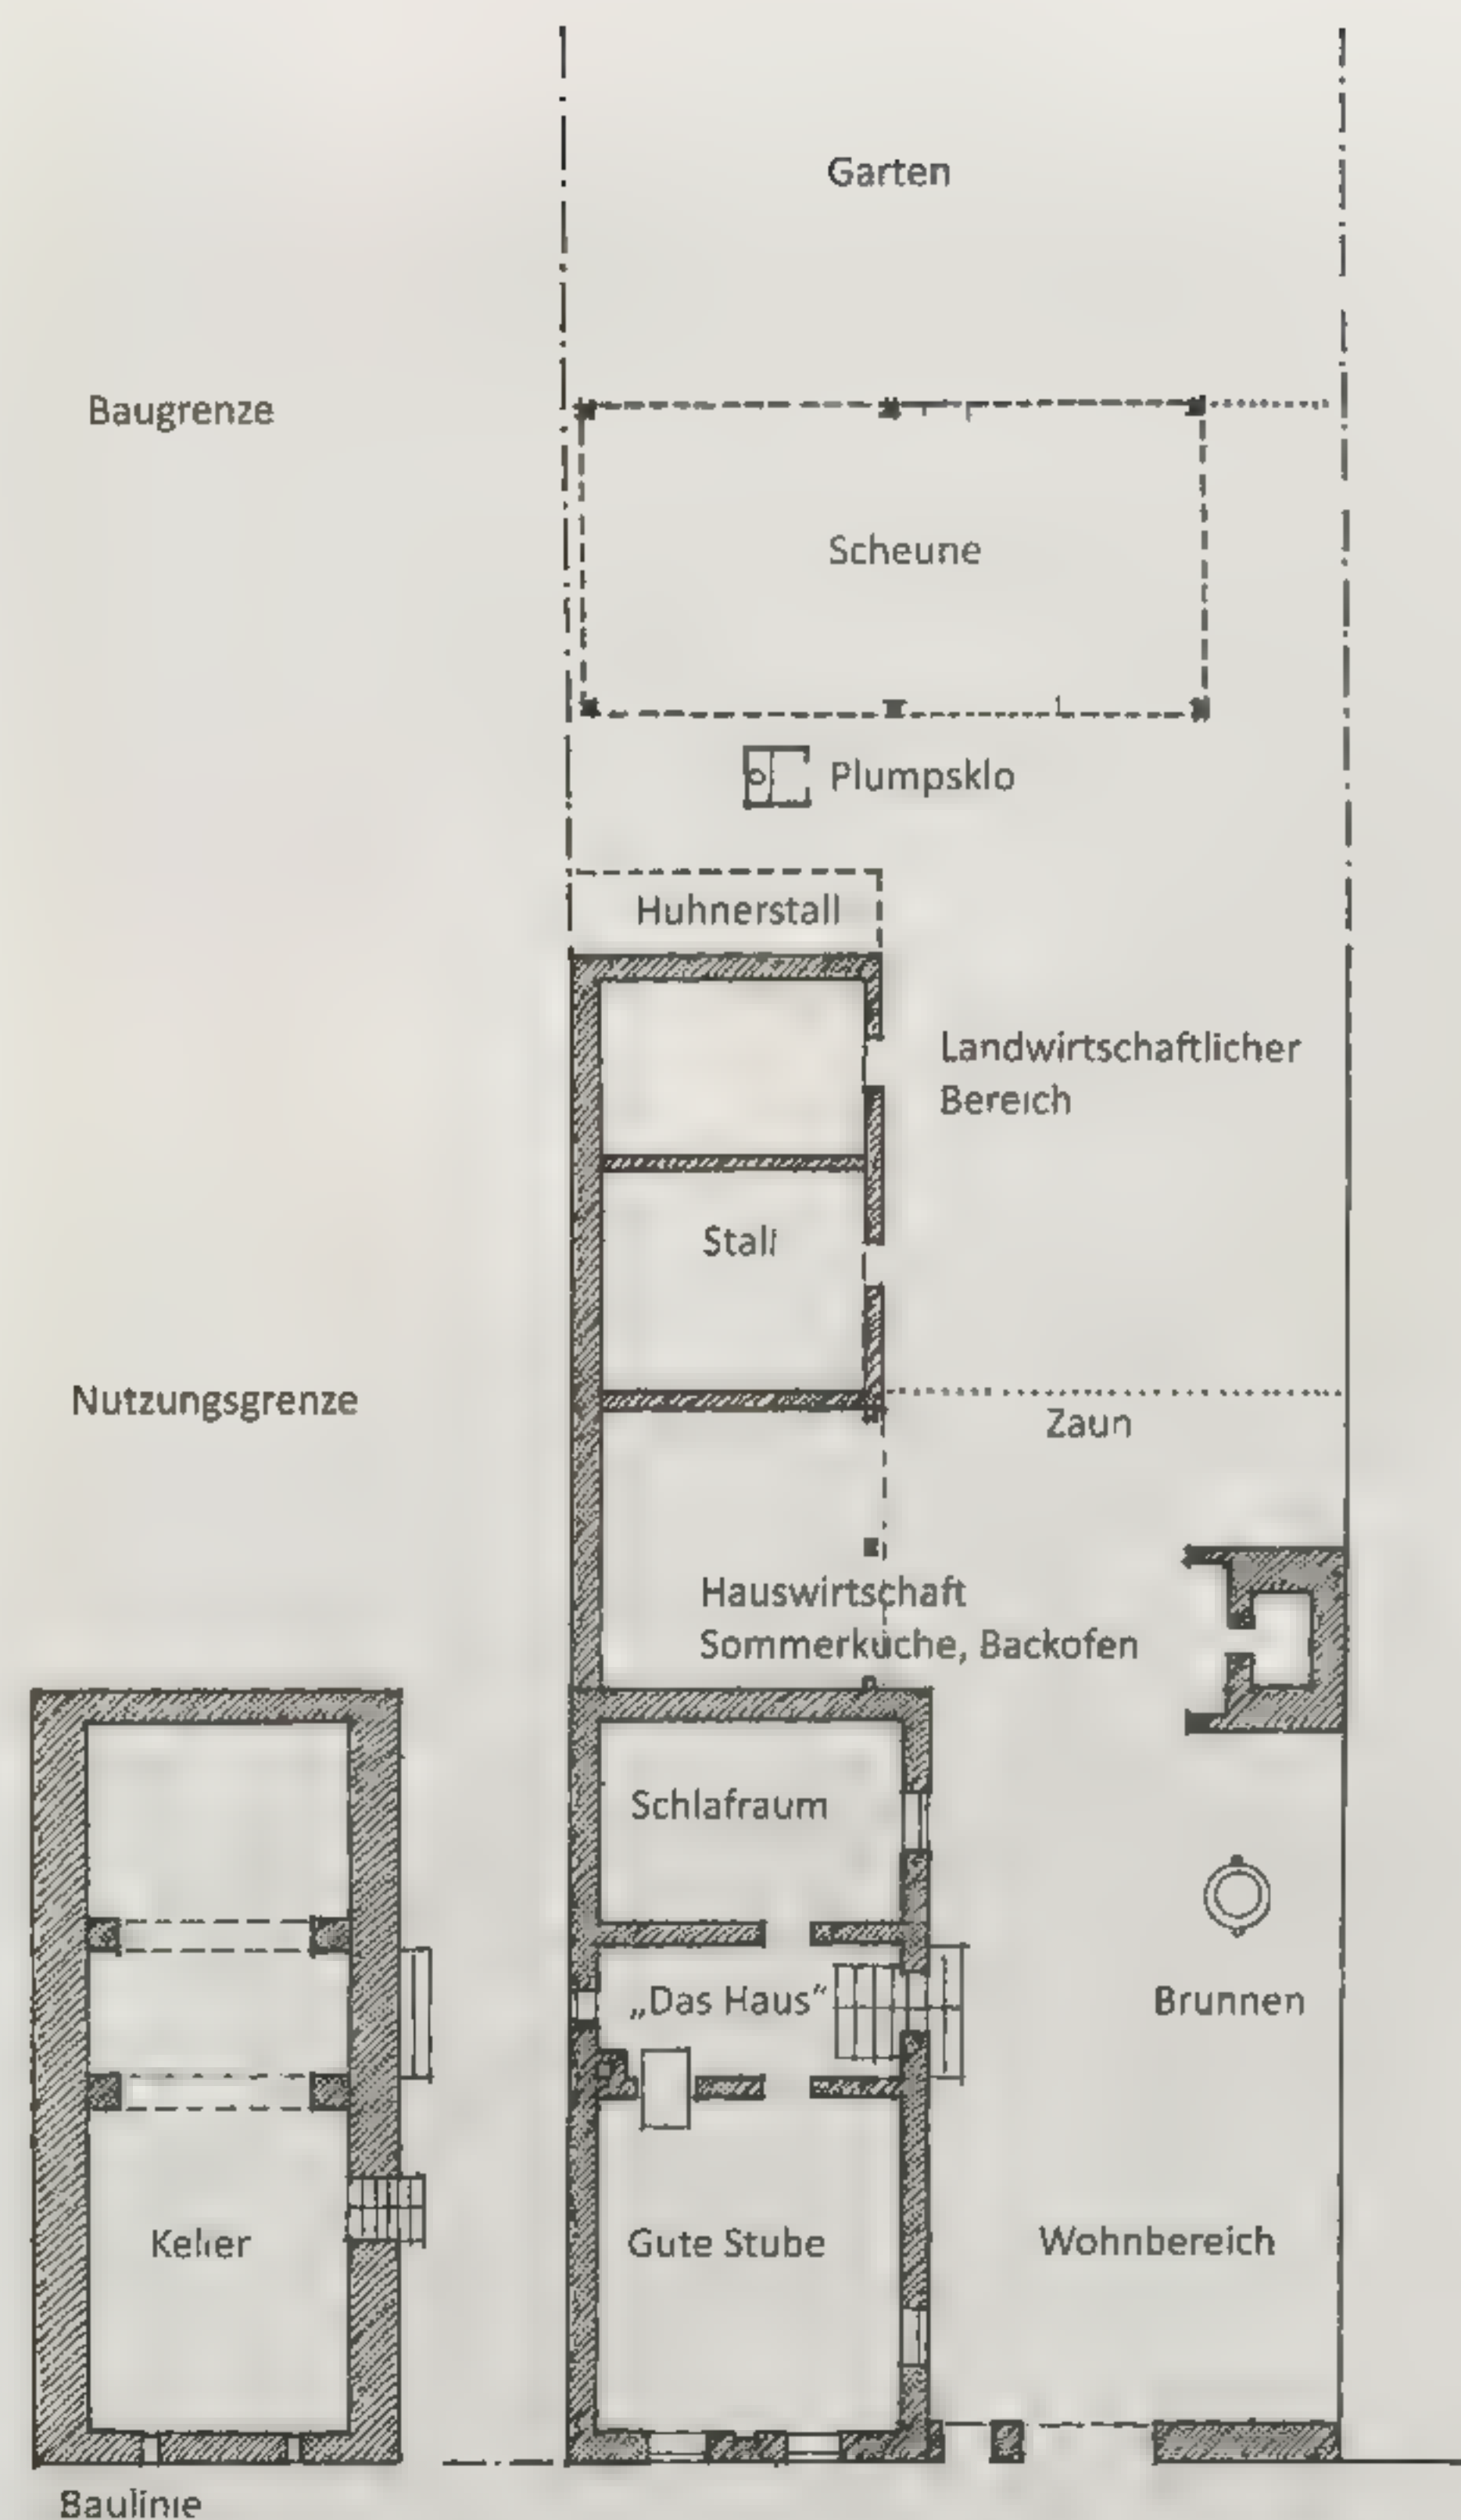 Garten
Baugrenze
Scheune
Plumpsklo
Huhnerstall
Landwirtschaftlicher
Bereich
Stall
Nutzungsgrenze
Zaun
Hauswirtschaft
Sommerkuche, Backofen
Schlafraum
„Das Haus“
Brunnen
Keller
Gute Stube
Wohnbereich
Baulinie